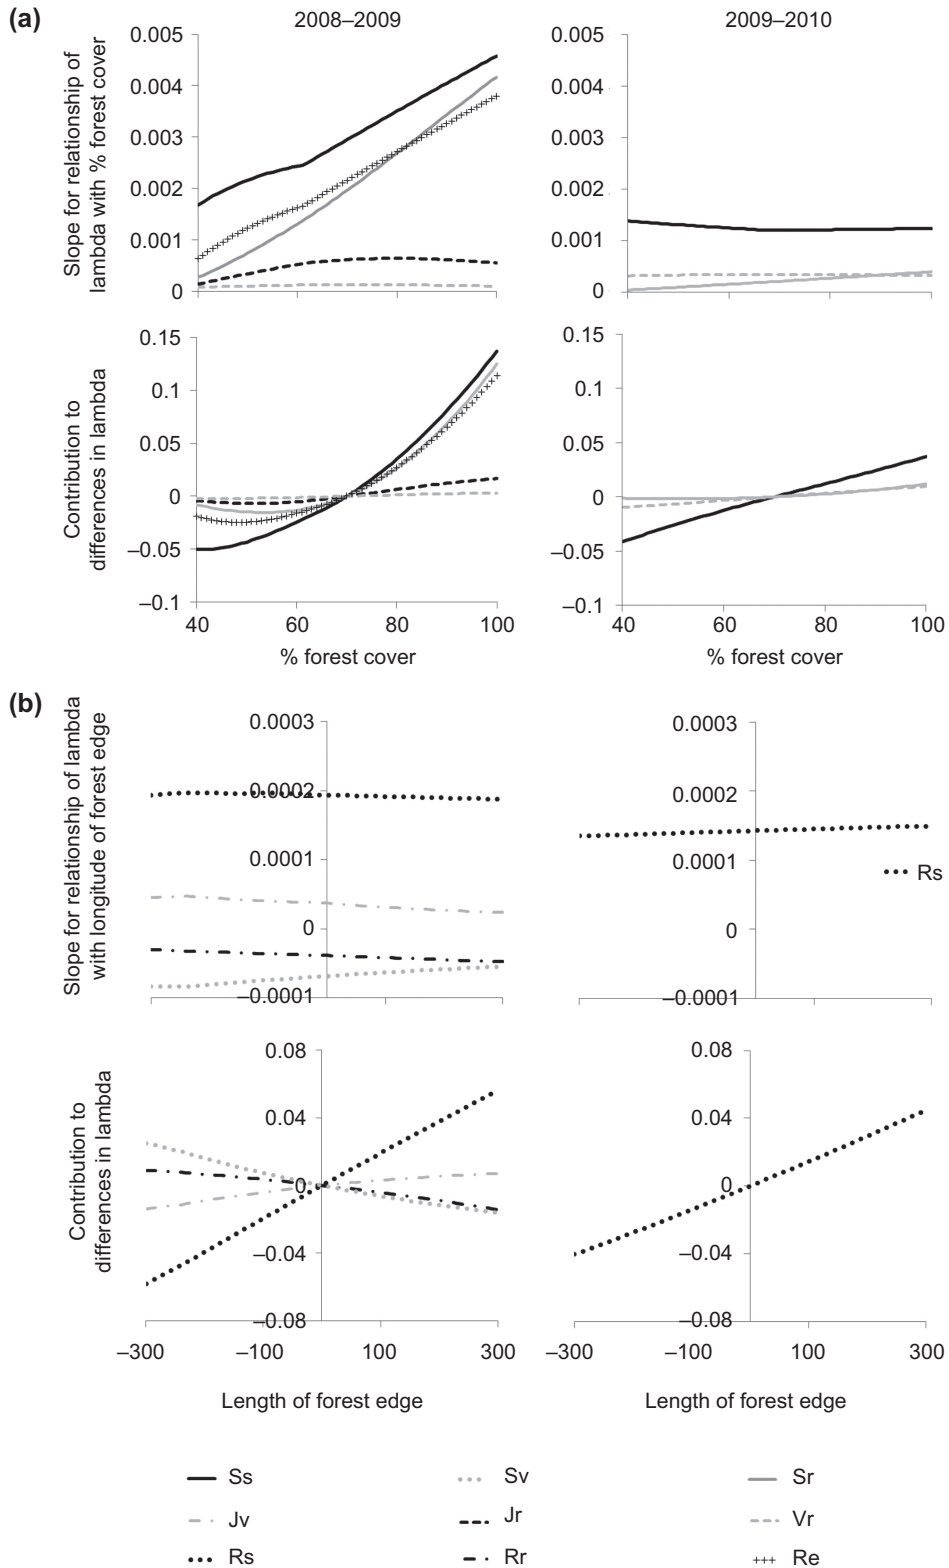 (a)
2008–2009
2009–2010
Slope for relationship of
lambda with % forest cover
0.005
0.004
0.003
0.002
0.001
0
0.005
0.004
0.003
0.002
0.001
0
Contribution to
differences in lambda
0.15
0.1
0.05
0
–0.05
–0.1
40
60
80
100
% forest cover
0.15
0.1
0.05
0
–0.05
–0.1
40
60
80
100
% forest cover
(b)
Slope for relationship of lambda
with longitude of forest edge
0.0003
0.0002
0.0001
0
–0.0001
0.0003
0.0002
0.0001
0
–0.0001
Rs
Contribution to
differences in lambda
0.08
0.04
0
–0.04
–0.08
–300
–100
100
300
Length of forest edge
0.08
0.04
0
–0.04
–0.08
–300
–100
100
300
Length of forest edge
Ss
Sv
Sr
Jv
Jr
Vr
Rs
Rr
Re